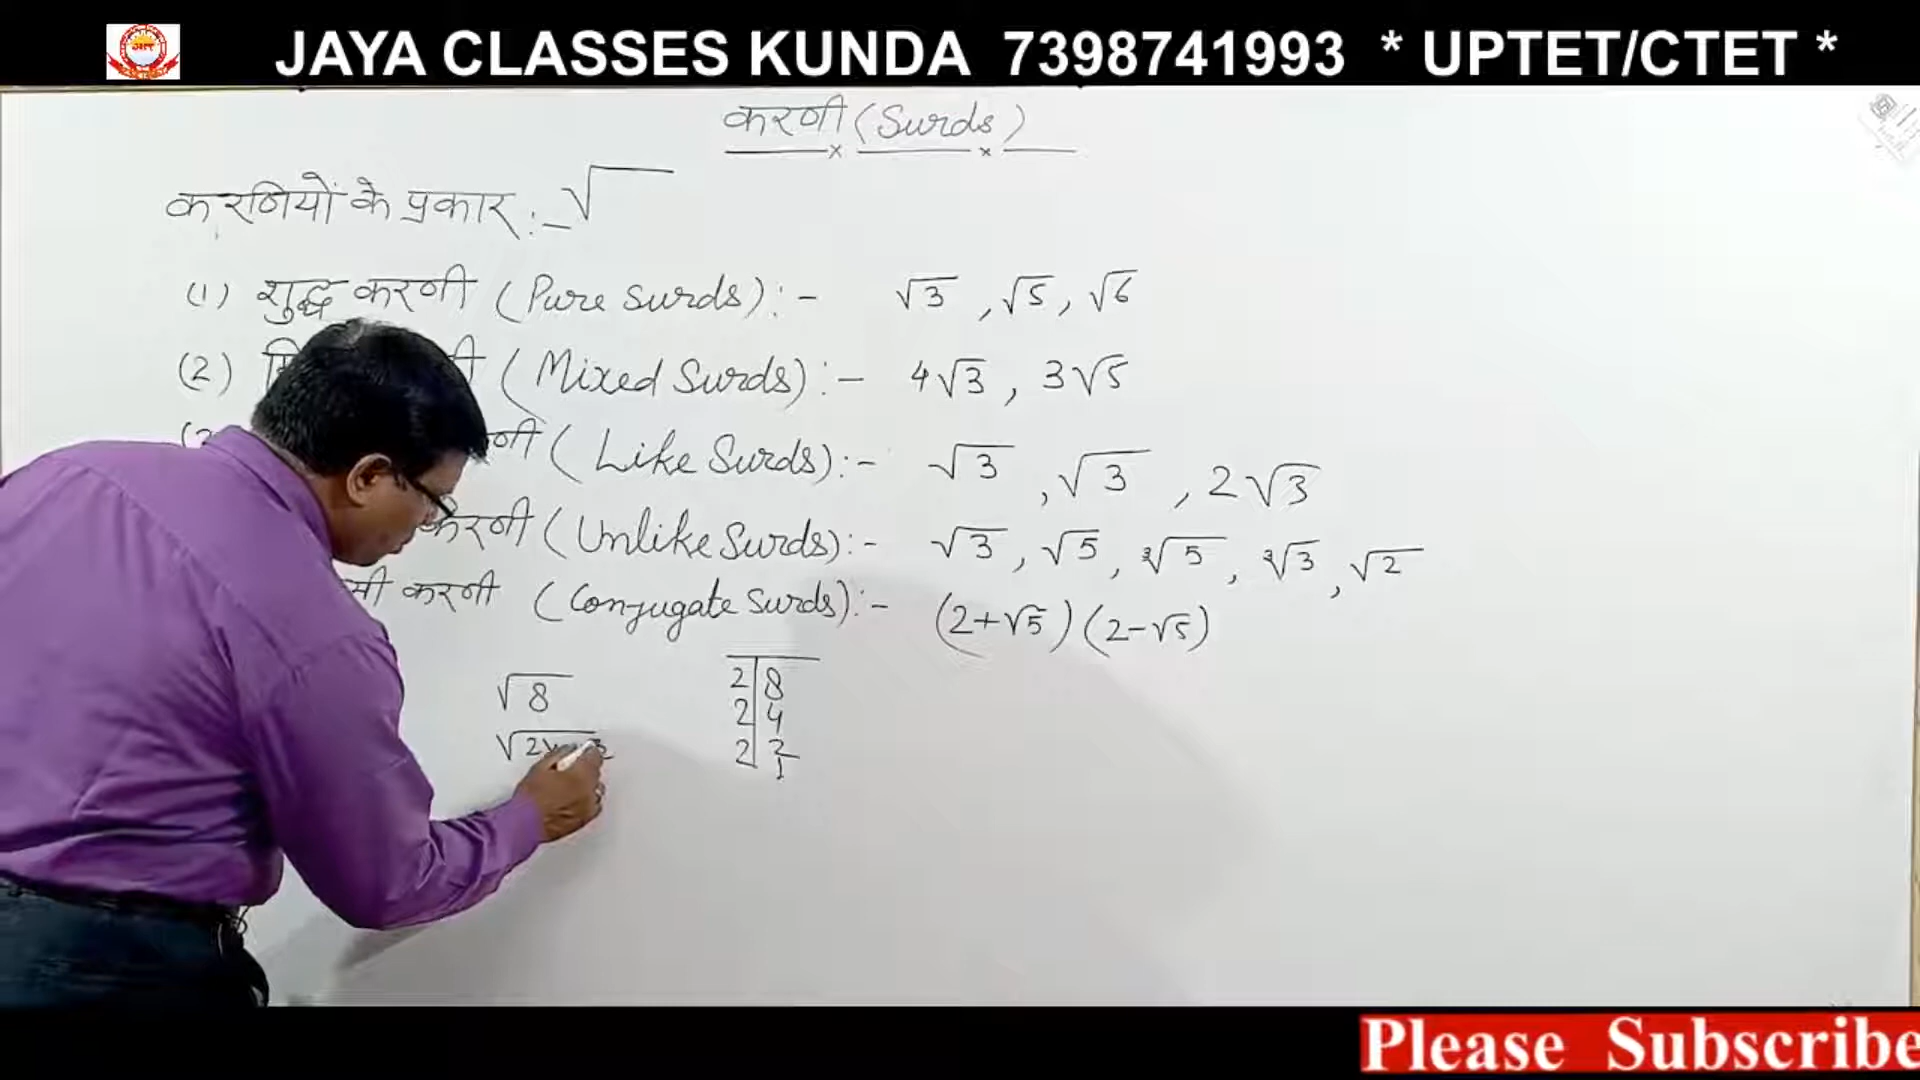 JAYA CLASSES KUNDA 7398741993 * UPTET/CTET *
करणी (Surds)
करणियों के प्रकार :- √
(1) शुद्ध करणी (Pure Surds) :- √3, √5, √6
(2) (Mixed Surds) :- 4√3, 3√5
(Like Surds) :- √3, √3, 2√3
करणी (Unlike Surds) :- √3, √5, ∛5, ∛3, √2
करणी (Conjugate Surds) :- (2+√5)(2-√5)
√8
2 | 8
2 | 4
2 | 2
1
Please Subscribe